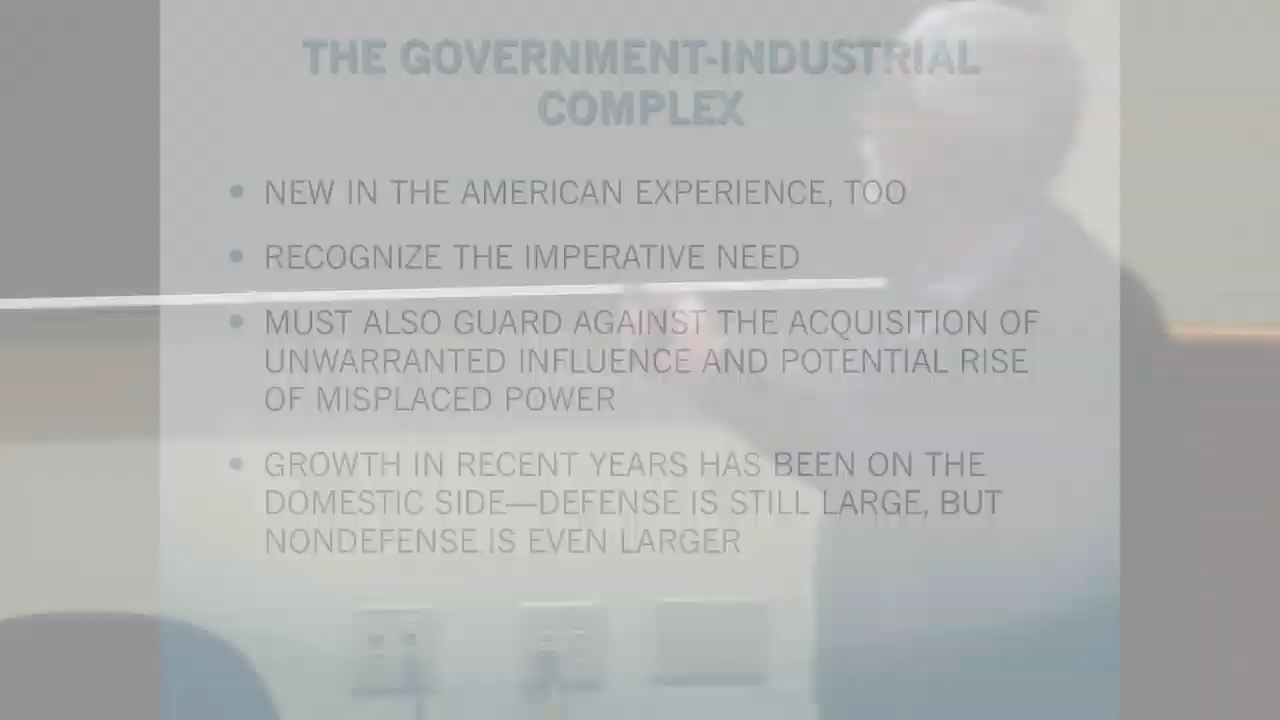 THE GOVERNMENT-INDUSTRIAL
COMPLEX
• NEW IN THE AMERICAN EXPERIENCE, TOO
• RECOGNIZE THE IMPERATIVE NEED
• MUST ALSO GUARD AGAINST THE ACQUISITION OF
UNWARRANTED INFLUENCE AND POTENTIAL RISE
OF MISPLACED POWER
• GROWTH IN RECENT YEARS HAS BEEN ON THE
DOMESTIC SIDE—DEFENSE IS STILL LARGE, BUT
NONDEFENSE IS EVEN LARGER